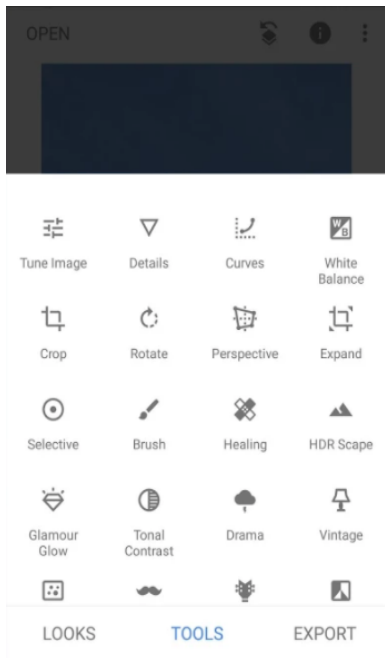 OPEN
Tune Image
Details
Curves
White
Balance
Crop
Rotate
Perspective
Expand
Selective
Brush
Healing
HDR Scape
Glamour
Glow
Tonal
Contrast
Drama
Vintage
LOOKS
TOOLS
EXPORT